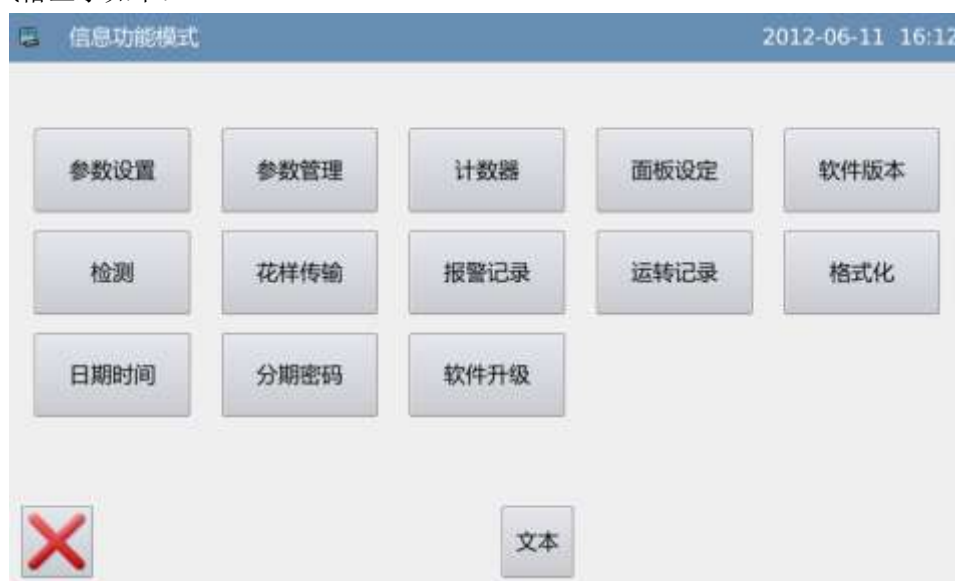 信息功能模式 2012-06-11 16:12
参数设置 参数管理 计数器 面板设定 软件版本
检测 花样传输 报警记录 运转记录 格式化
日期时间 分期密码 软件升级
文本